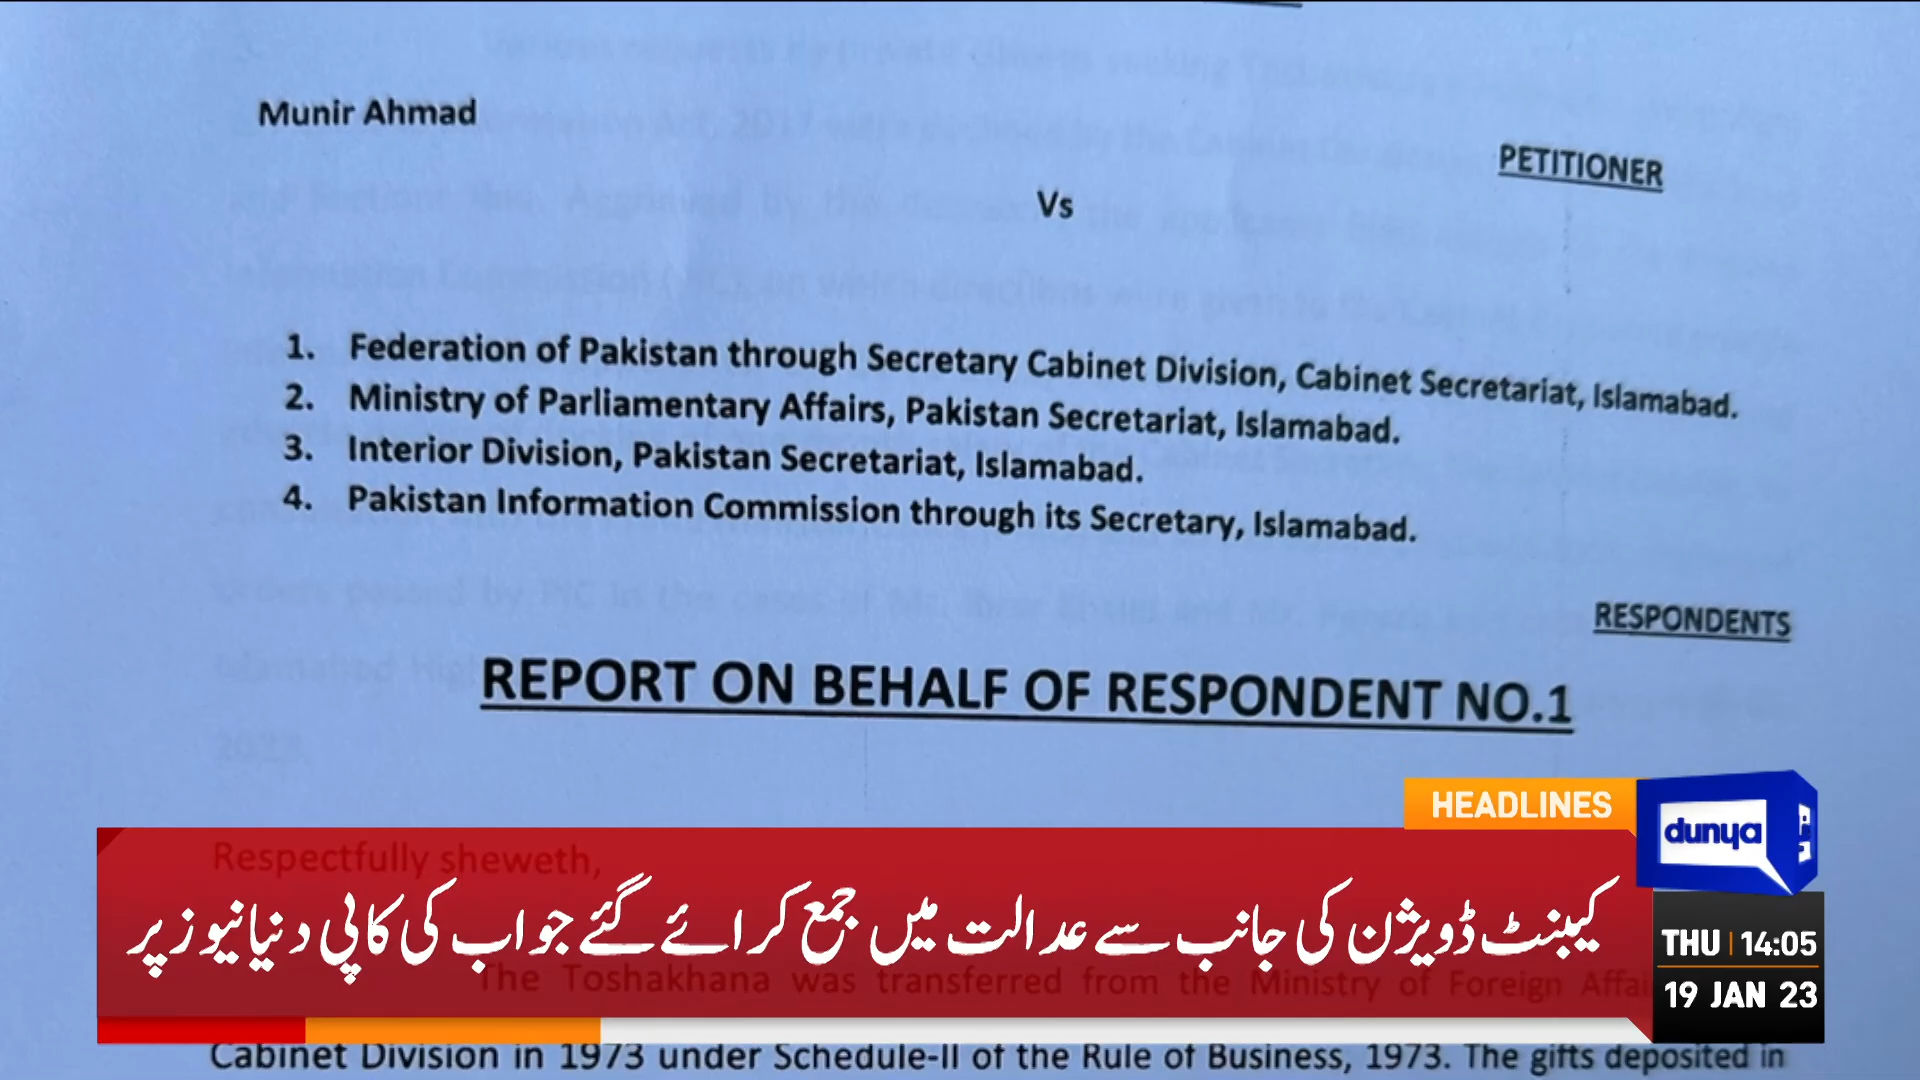 Munir Ahmad
PETITIONER
Vs
1. Federation of Pakistan through Secretary Cabinet Division, Cabinet Secretariat, Islamabad.
2. Ministry of Parliamentary Affairs, Pakistan Secretariat, Islamabad.
3. Interior Division, Pakistan Secretariat, Islamabad.
4. Pakistan Information Commission through its Secretary, Islamabad.
RESPONDENTS
REPORT ON BEHALF OF RESPONDENT NO.1
HEADLINES
dunya
Respectfully sheweth,
کیبنٹ ڈویژن کی جانب سے عدالت میں جمع کرائے گئے جواب کی کاپی دنیانیوز پر
THU 14:05
19 JAN 23
The Toshakhana was transferred from the Ministry of Foreign
Cabinet Division in 1973 under Schedule-II of the Rule of Business, 1973. The gifts deposited in